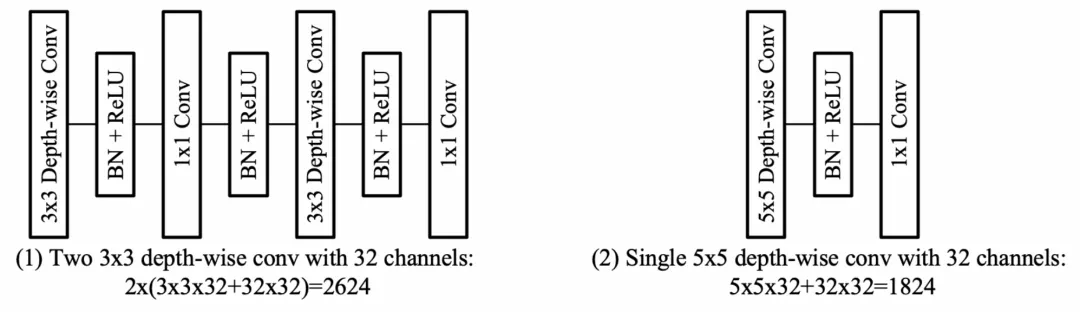 3x3 Depth-wise Conv
BN + ReLU
1x1 Conv
BN + ReLU
3x3 Depth-wise Conv
BN + ReLU
1x1 Conv
(1) Two 3x3 depth-wise conv with 32 channels:
2x(3x3x32+32x32)=2624
5x5 Depth-wise Conv
BN + ReLU
1x1 Conv
(2) Single 5x5 depth-wise conv with 32 channels:
5x5x32+32x32=1824